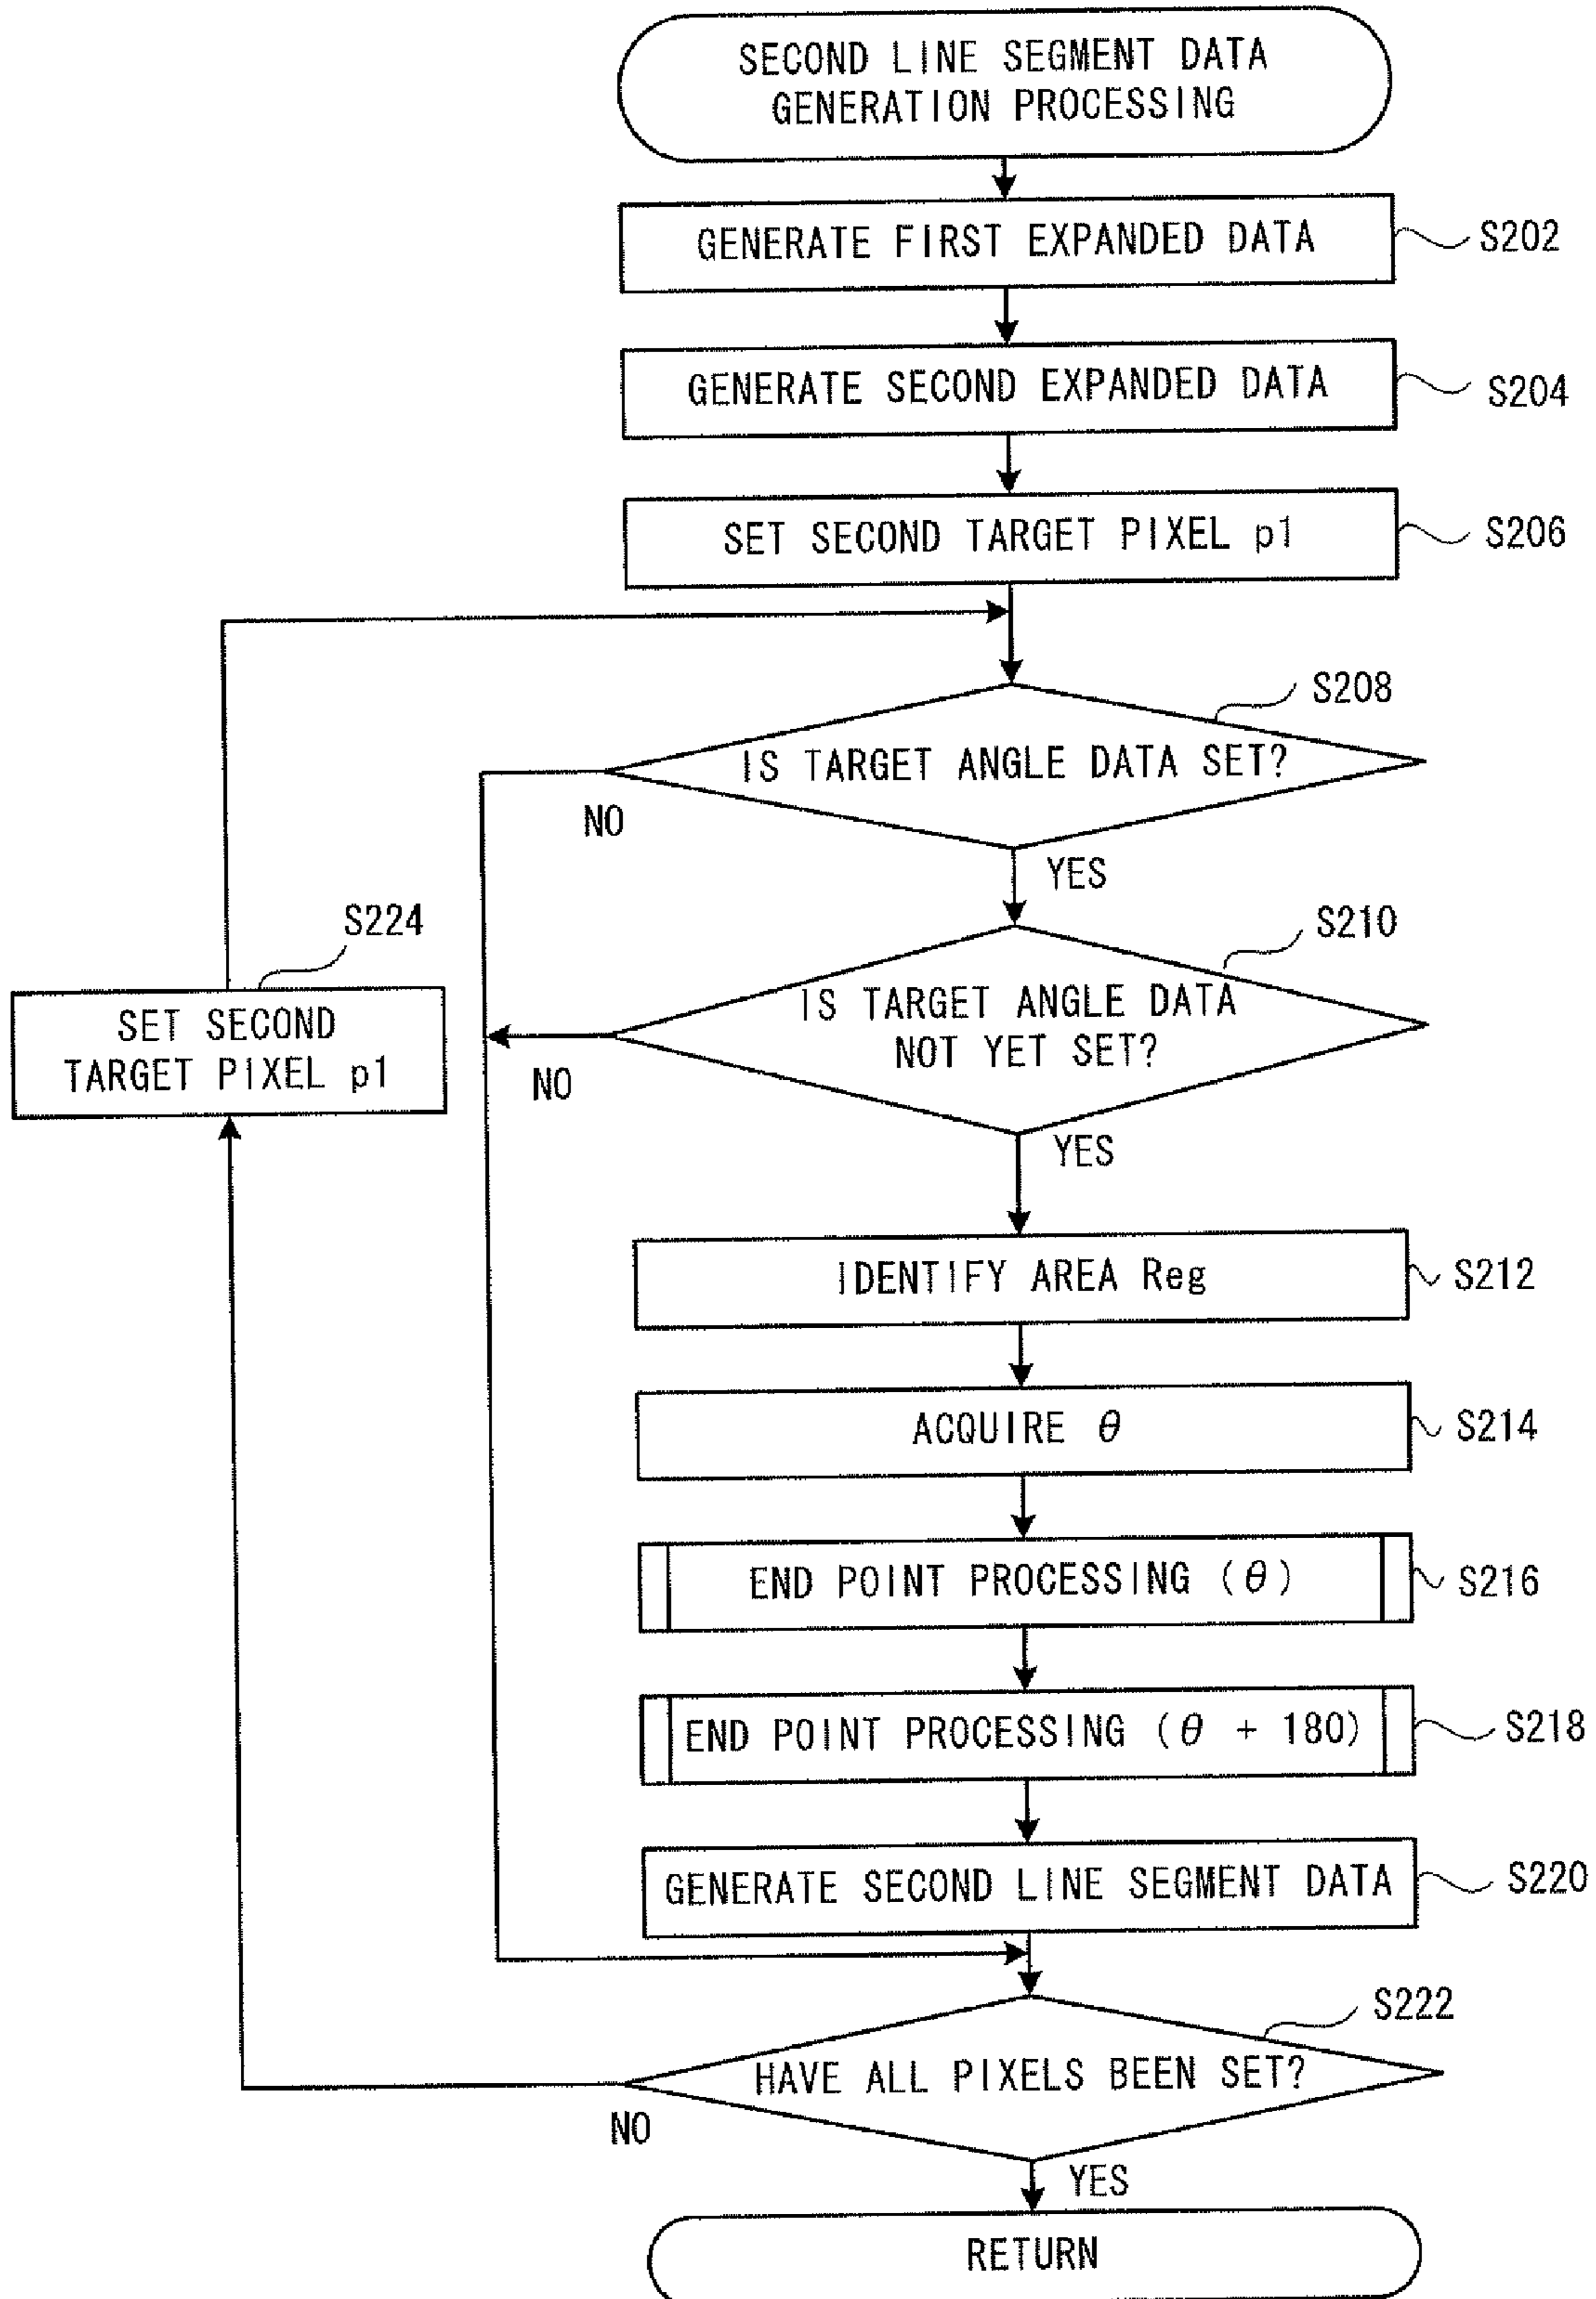 SECOND LINE SEGMENT DATA
GENERATION PROCESSING
GENERATE FIRST EXPANDED DATA
S202
GENERATE SECOND EXPANDED DATA
S204
SET SECOND TARGET PIXEL p1
S206
S208
IS TARGET ANGLE DATA SET?
NO
YES
S224
S210
SET SECOND
TARGET PIXEL p1
IS TARGET ANGLE DATA
NOT YET SET?
NO
YES
IDENTIFY AREA Reg
S212
ACQUIRE θ
S214
END POINT PROCESSING (θ)
S216
END POINT PROCESSING (θ + 180)
S218
GENERATE SECOND LINE SEGMENT DATA
S220
S222
HAVE ALL PIXELS BEEN SET?
NO
YES
RETURN